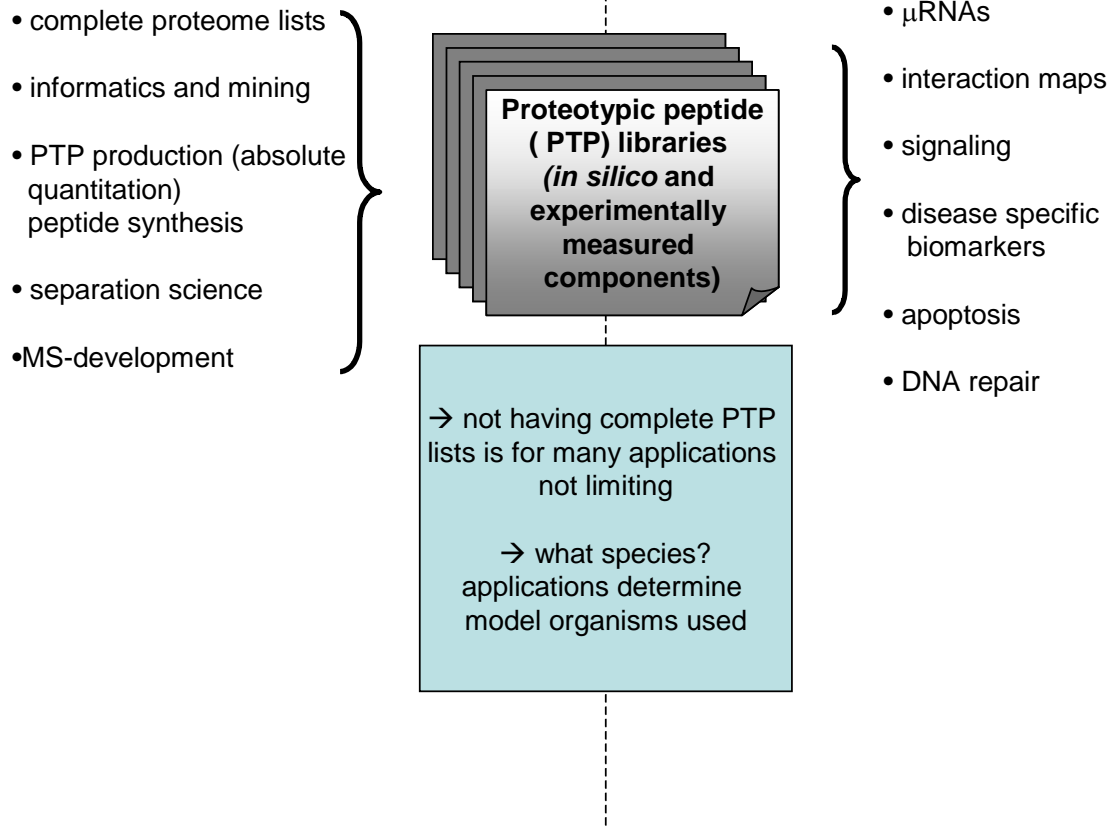 • complete proteome lists
• informatics and mining
• PTP production (absolute
quantitation)
peptide synthesis
• separation science
•MS-development
Proteotypic peptide
( PTP) libraries
(in silico and
experimentally
measured
components)
→ not having complete PTP
lists is for many applications
not limiting
→ what species?
applications determine
model organisms used
• μRNAs
• interaction maps
• signaling
• disease specific
biomarkers
• apoptosis
• DNA repair